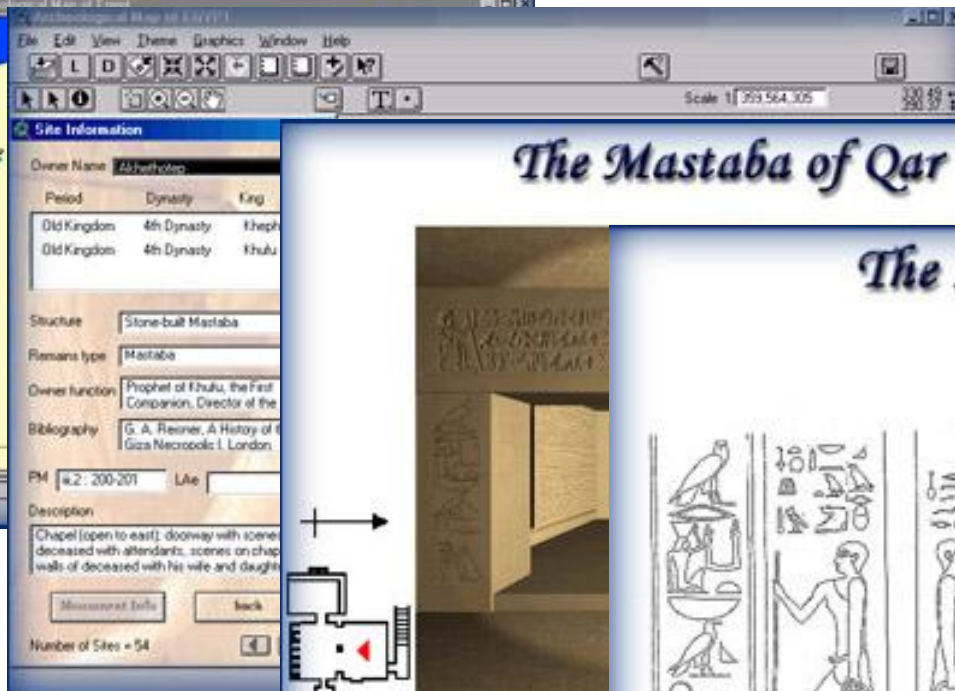 Archaeological Map of EGYPT
File Edit View Theme Graphics Window Help
L D
T
Scale 1: 359,564,305
330.49
Site Information
Owner Name Akhethotep
Period Dynasty King
Old Kingdom 4th Dynasty Kheph
Old Kingdom 4th Dynasty Khufu
Structure Stone-built Mastaba
Remains type Mastaba
Owner function Prophet of Khufu, the First
Companion, Director of the
Bibliography G. A. Reisner, A History of
Giza Necropolis I. London
PM iii.2 : 200-201 LAe
Description
Chapel (open to east); doorway with scenes
deceased with attendants, scenes on chap
walls of deceased with his wife and daught
Monument Info back
Number of Sites = 54
The Mastaba of Qar
The